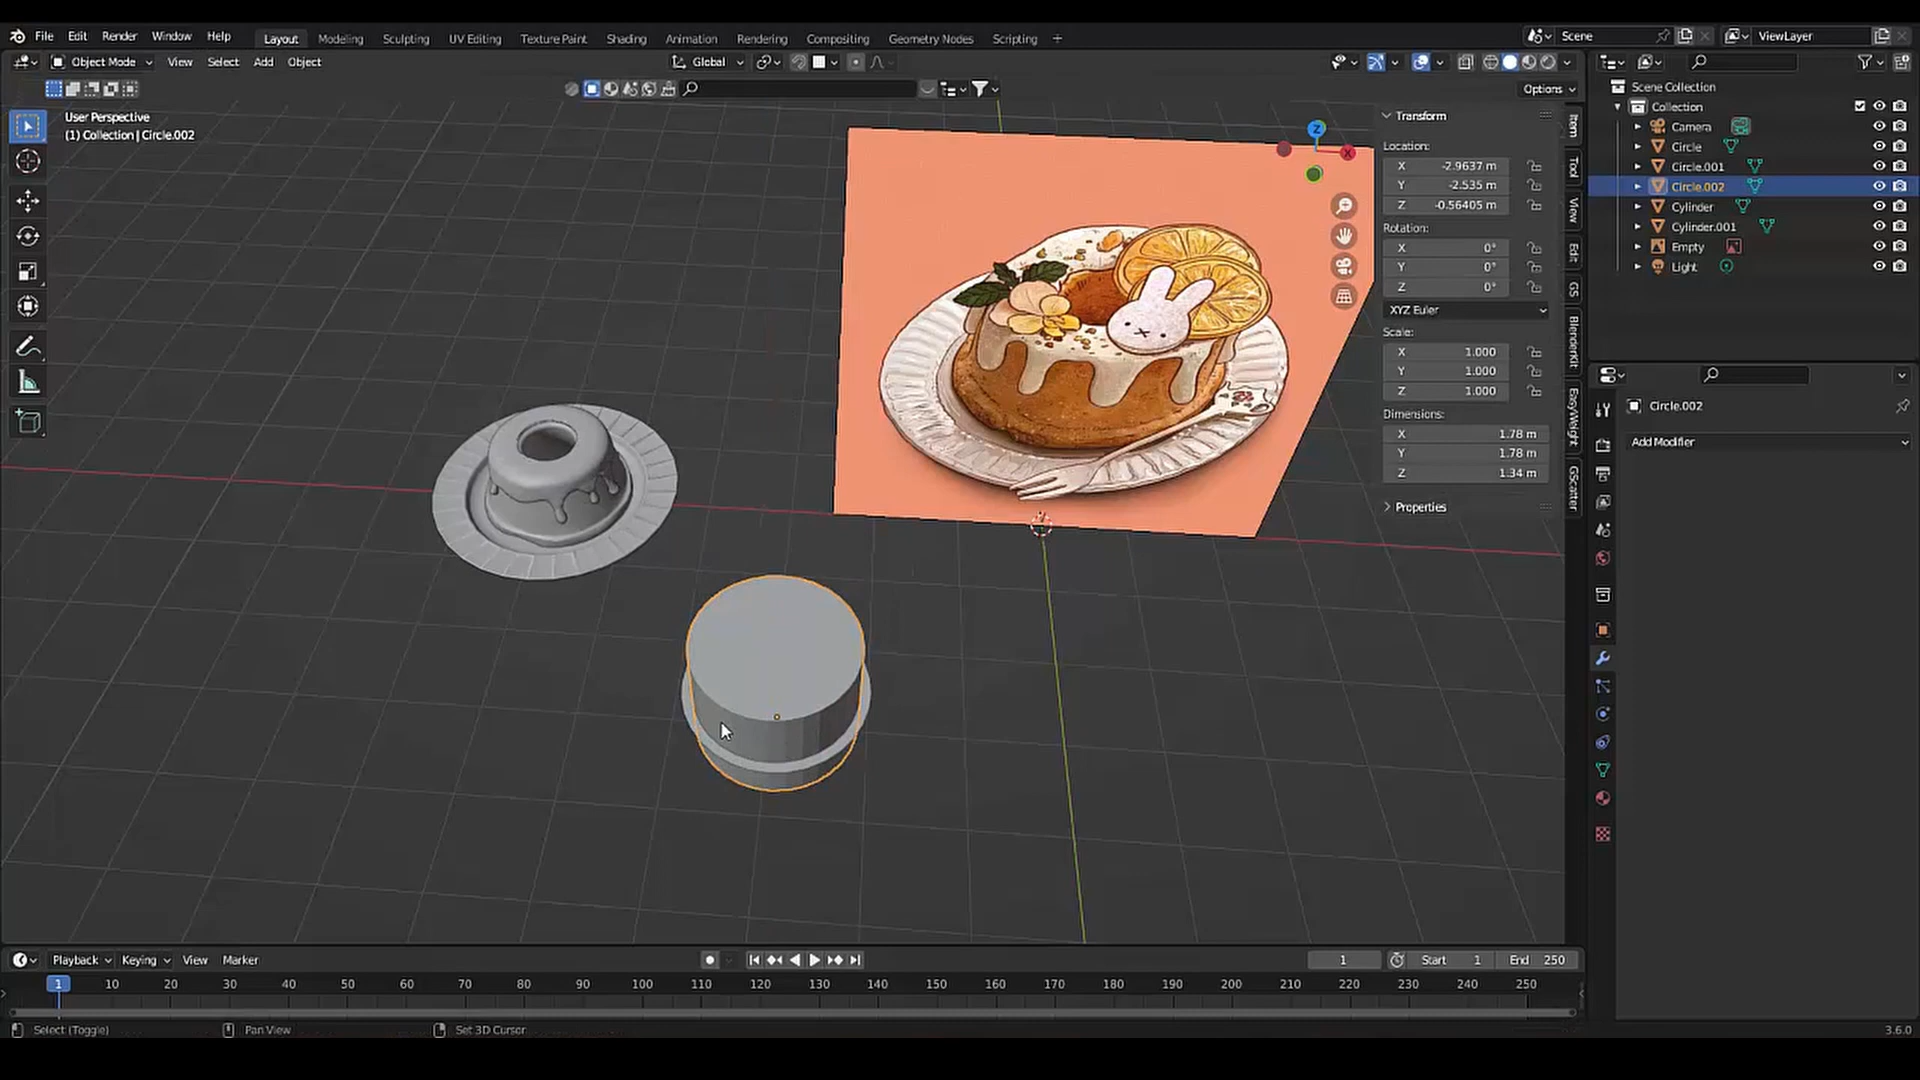 File Edit Render Window Help Layout Modeling Sculpting UV Editing Texture Paint Shading Animation Rendering Compositing Geometry Nodes Scripting + Scene ViewLayer
Object Mode View Select Add Object Global
Options
User Perspective
(1) Collection | Circle.002
Z
X
Transform
Location:
X -2.9637 m
Y -2.535 m
Z -0.56405 m
Rotation:
X 0°
Y 0°
Z 0°
XYZ Euler
Scale:
X 1.000
Y 1.000
Z 1.000
Dimensions:
X 1.78 m
Y 1.78 m
Z 1.34 m
Properties
Item
Tool
View
Edit
GS
BlenderKit
EasyWeight
GScatter
Scene Collection
Collection
Camera
Circle
Circle.001
Circle.002
Cylinder
Cylinder.001
Empty
Light
Circle.002
Add Modifier
Playback Keying View Marker 1 Start 1 End 250
1 10 20 30 40 50 60 70 80 90 100 110 120 130 140 150 160 170 180 190 200 210 220 230 240 250
Select (Toggle) Pan View Set 3D Cursor 3.6.0